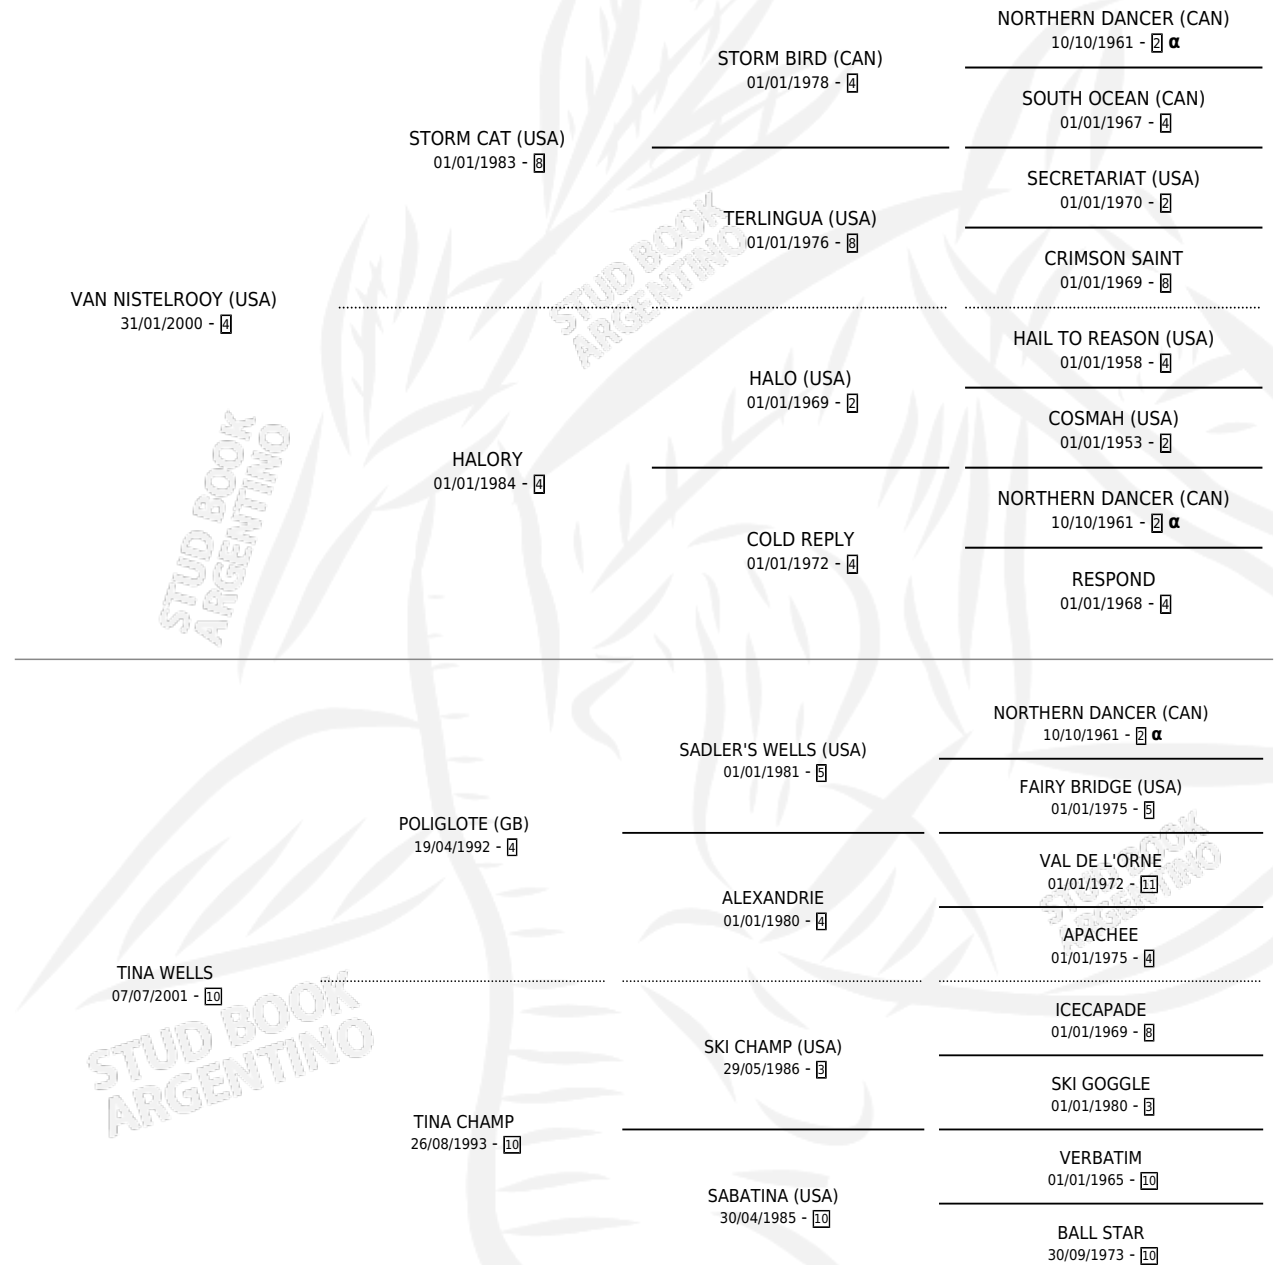 NORTHERN DANCER (CAN)
10/10/1961 - 2 α
STORM BIRD (CAN)
01/01/1978 - 4
SOUTH OCEAN (CAN)
01/01/1967 - 4
STORM CAT (USA)
01/01/1983 - 8
SECRETARIAT (USA)
01/01/1970 - 2
TERLINGUA (USA)
01/01/1976 - 8
CRIMSON SAINT
01/01/1969 - 8
VAN NISTELROOY (USA)
31/01/2000 - 4
HAIL TO REASON (USA)
01/01/1958 - 4
HALO (USA)
01/01/1969 - 2
COSMAH (USA)
01/01/1953 - 2
HALORY
01/01/1984 - 4
NORTHERN DANCER (CAN)
10/10/1961 - 2 α
COLD REPLY
01/01/1972 - 4
RESPOND
01/01/1968 - 4
NORTHERN DANCER (CAN)
10/10/1961 - 2 α
SADLER'S WELLS (USA)
01/01/1981 - 5
FAIRY BRIDGE (USA)
01/01/1975 - 5
POLIGLOTE (GB)
19/04/1992 - 4
VAL DE L'ORNE
01/01/1972 - 11
ALEXANDRIE
01/01/1980 - 4
APACHEE
01/01/1975 - 4
TINA WELLS
07/07/2001 - 10
ICECAPADE
01/01/1969 - 8
SKI CHAMP (USA)
29/05/1986 - 3
SKI GOGGLE
01/01/1980 - 3
TINA CHAMP
26/08/1993 - 10
VERBATIM
01/01/1965 - 10
SABATINA (USA)
30/04/1985 - 10
BALL STAR
30/09/1973 - 10
STUD BOOK
ARGENTINO
STUD BOOK
ARGENTINO
STUD BOOK
ARGENTINO
STUD BOOK
ARGENTINO